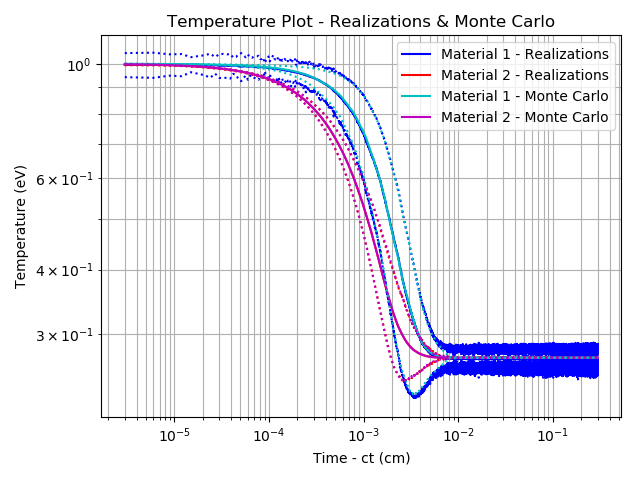 Temperature Plot - Realizations & Monte Carlo
Material 1 - Realizations
Material 2 - Realizations
Material 1 - Monte Carlo
Material 2 - Monte Carlo
10⁰
6 × 10⁻¹
4 × 10⁻¹
3 × 10⁻¹
Temperature (eV)
10⁻⁵ 10⁻⁴ 10⁻³ 10⁻² 10⁻¹
Time - ct (cm)